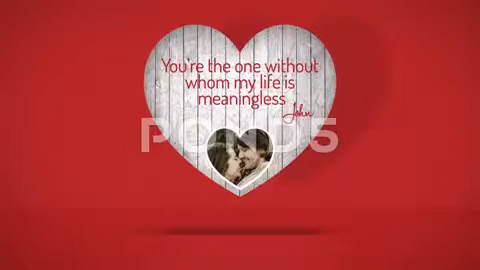 You're the one without
whom my life is
meaningless
John
POND5